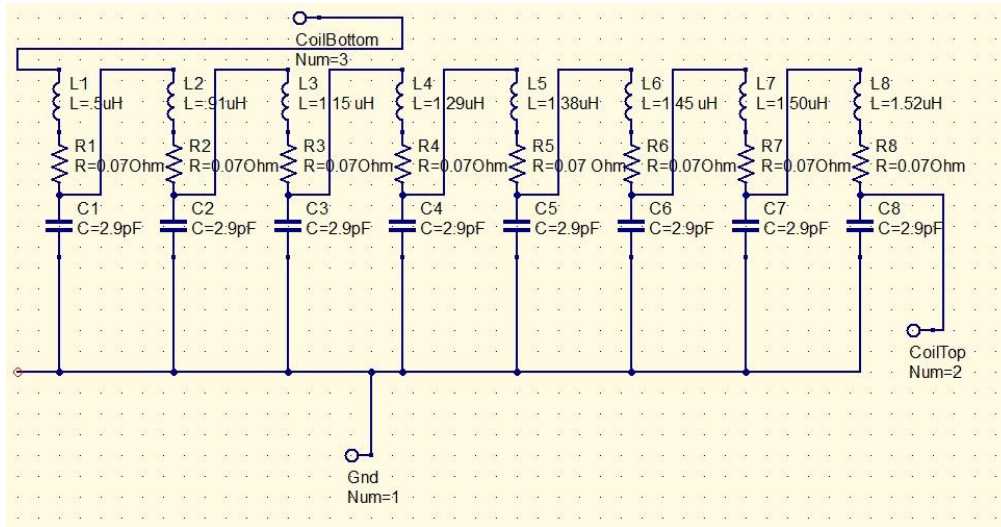 CoilBottom
Num=3
L1
L=.5uH
L2
L=.91uH
L3
L=1.15 uH
L4
L=1.29uH
L5
L=1.38uH
L6
L=1.45 uH
L7
L=1.50uH
L8
L=1.52uH
R1
R=0.07Ohm
R2
R=0.07Ohm
R3
R=0.07Ohm
R4
R=0.07Ohm
R5
R=0.07 Ohm
R6
R=0.07Ohm
R7
R=0.07Ohm
R8
R=0.07Ohm
C1
C=2.9pF
C2
C=2.9pF
C3
C=2.9pF
C4
C=2.9pF
C5
C=2.9pF
C6
C=2.9pF
C7
C=2.9pF
C8
C=2.9pF
CoilTop
Num=2
Gnd
Num=1